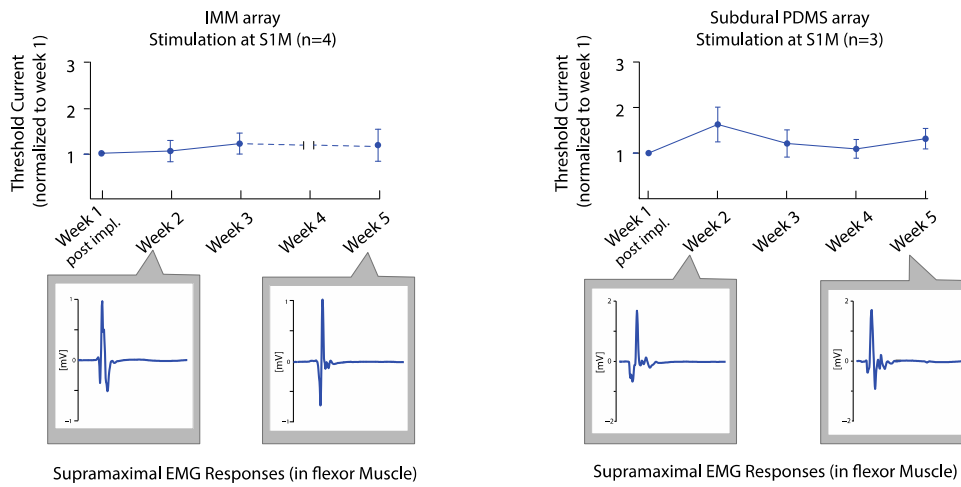 IMM array
Stimulation at S1M (n=4)
Threshold Current
(normalized to week 1)
3
2
1
Week 1
post impl.
Week 2
Week 3
Week 4
Week 5
1
0
−1
[mV]
1
0
−1
[mV]
Supramaximal EMG Responses (in flexor Muscle)
Subdural PDMS array
Stimulation at S1M (n=3)
Threshold Current
(normalized to week 1)
3
2
1
Week 1
post impl.
Week 2
Week 3
Week 4
Week 5
2
0
−2
[mV]
2
0
−2
[mV]
Supramaximal EMG Responses (in flexor Muscle)